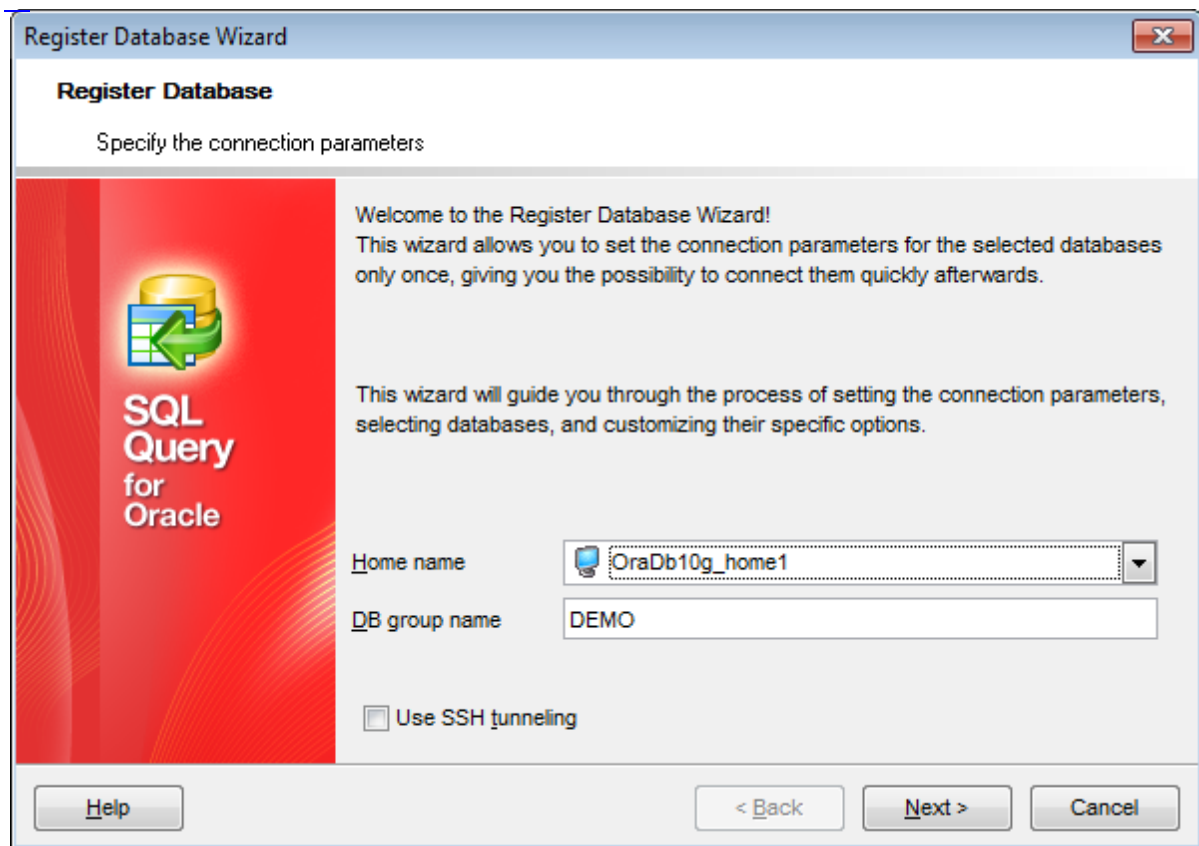 Register Database Wizard
Register Database
Specify the connection parameters
Welcome to the Register Database Wizard!
This wizard allows you to set the connection parameters for the selected databases
only once, giving you the possibility to connect them quickly afterwards.
This wizard will guide you through the process of setting the connection parameters,
selecting databases, and customizing their specific options.
SQL
Query
for
Oracle
Home name OraDb10g_home1
DB group name DEMO
Use SSH tunneling
Help < Back Next > Cancel